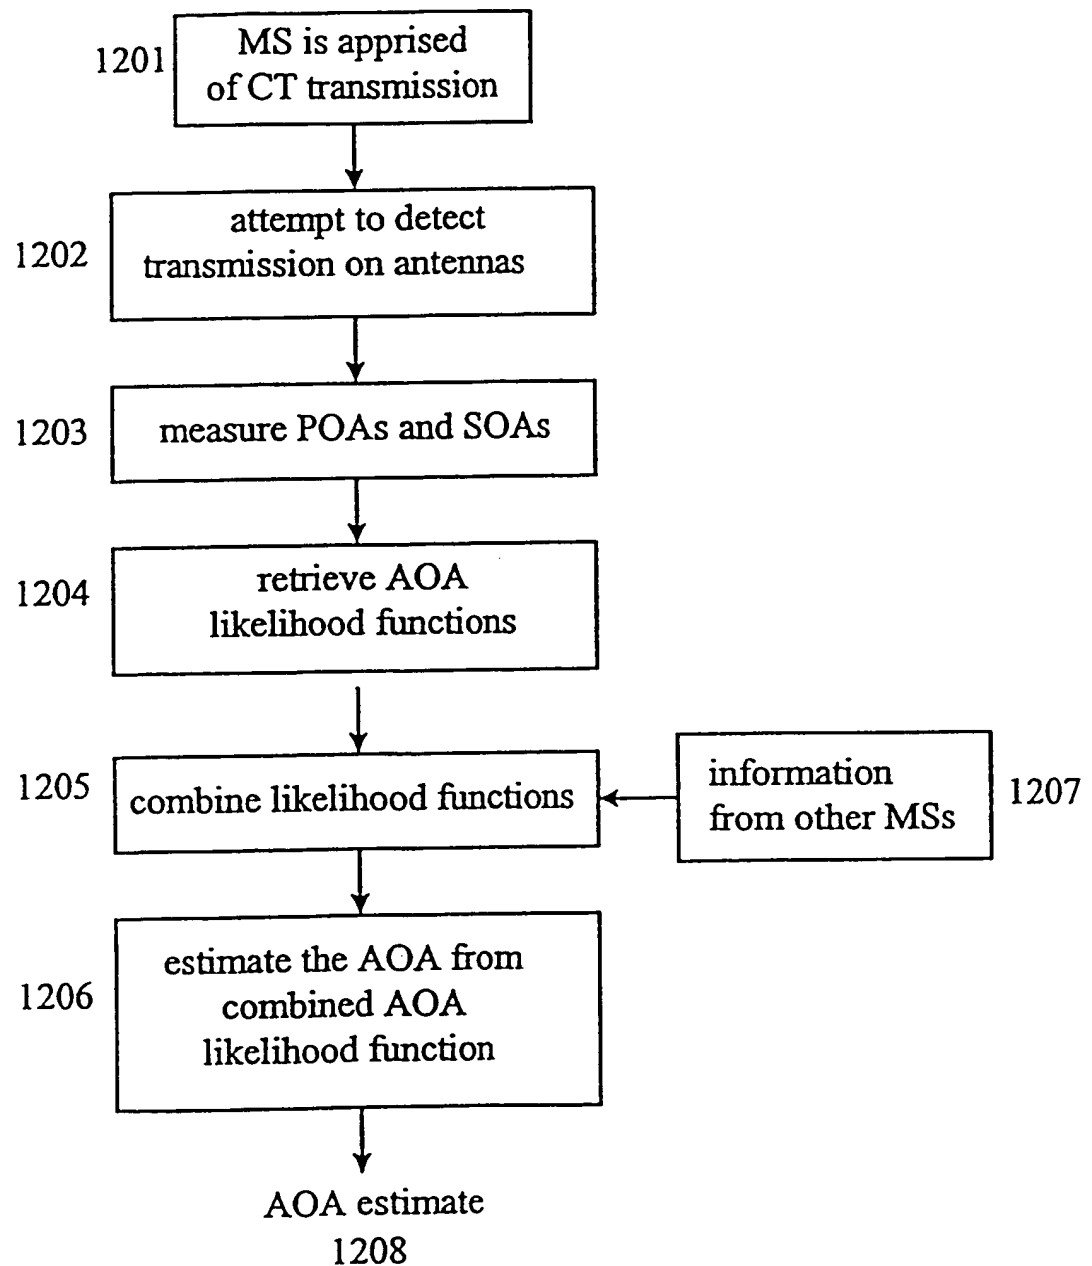 1201
MS is apprised
of CT transmission
1202
attempt to detect
transmission on antennas
1203
measure POAs and SOAs
1204
retrieve AOA
likelihood functions
1205
combine likelihood functions
information
from other MSs
1207
1206
estimate the AOA from
combined AOA
likelihood function
AOA estimate
1208